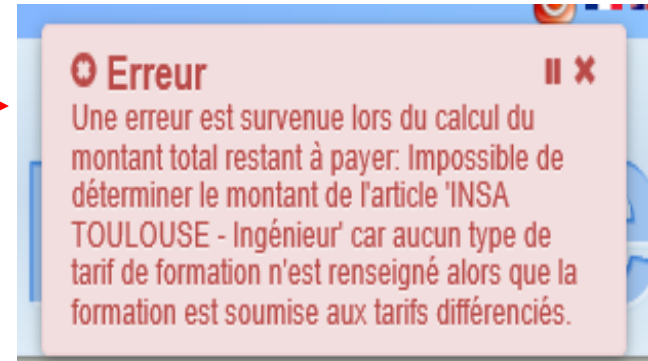 Erreur
Une erreur est survenue lors du calcul du
montant total restant à payer: Impossible de
déterminer le montant de l'article 'INSA
TOULOUSE - Ingénieur' car aucun type de
tarif de formation n'est renseigné alors que la
formation est soumise aux tarifs différenciés.